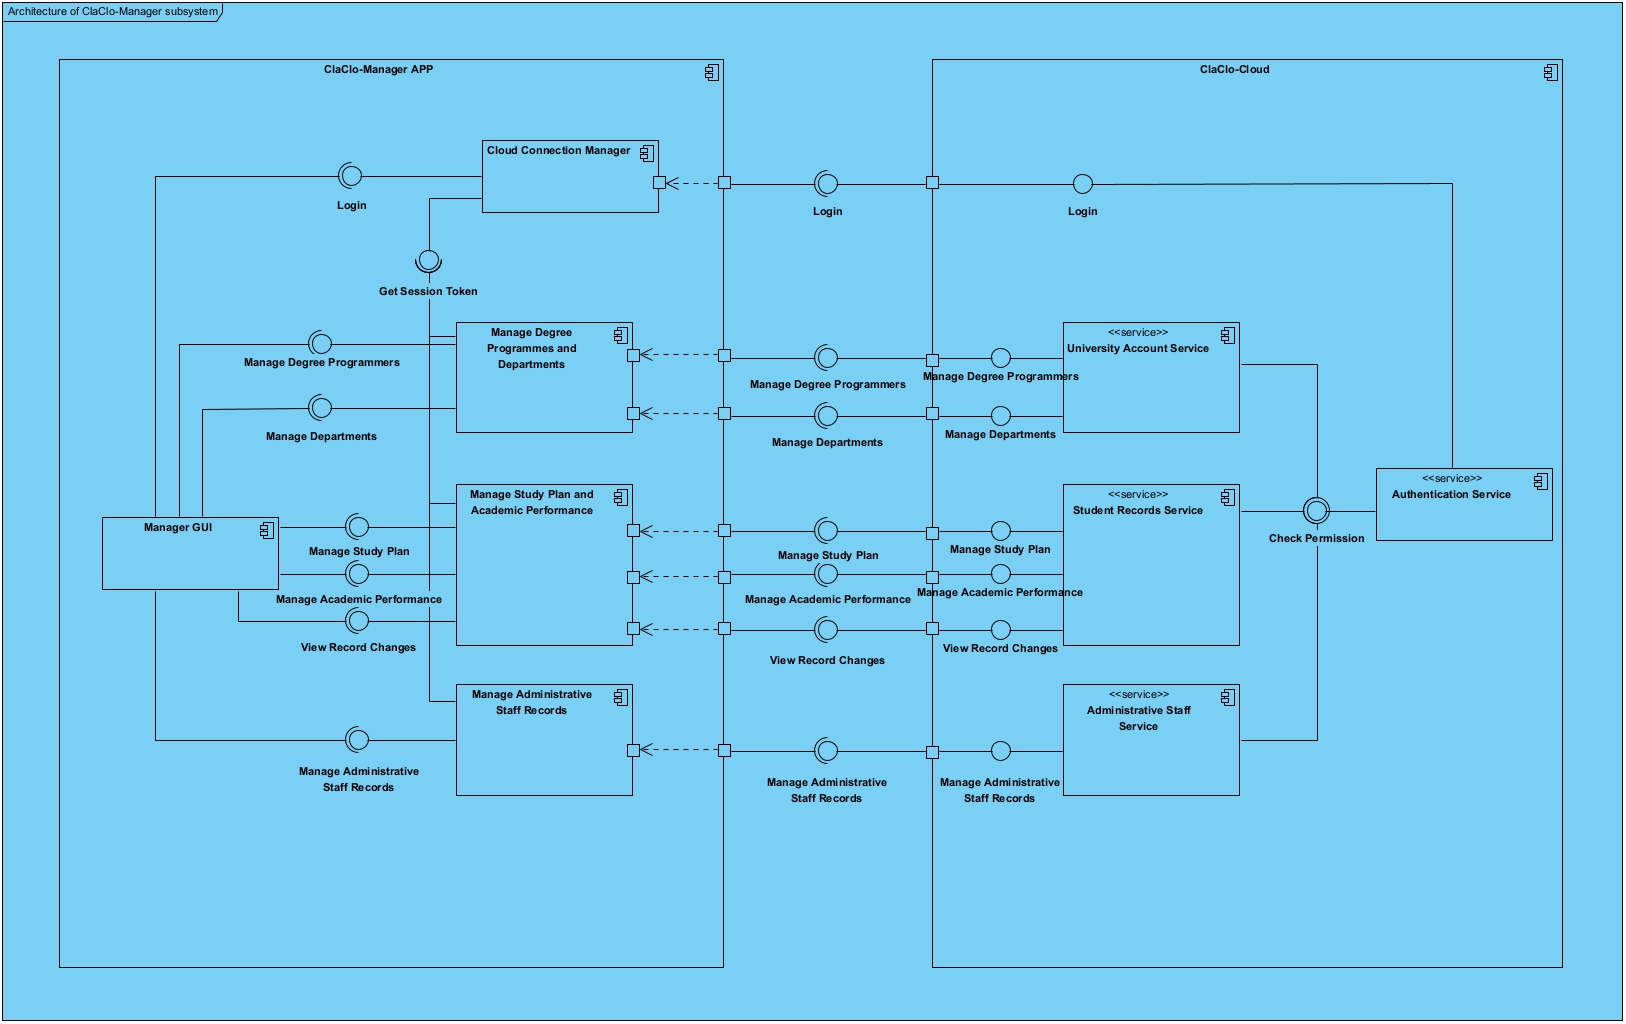 Architecture of ClaClo-Manager subsystem
ClaClo-Manager APP
ClaClo-Cloud
Cloud Connection Manager
Login
Login
Login
Get Session Token
Manage Degree
Programmes and
Departments
<<service>>
University Account Service
Manage Degree Programmers
Manage Degree Programmers
Manage Degree Programmers
Manage Departments
Manage Departments
Manage Departments
Manager GUI
Manage Study Plan and
Academic Performance
<<service>>
Student Records Service
<<service>>
Authentication Service
Manage Study Plan
Manage Study Plan
Manage Study Plan
Check Permission
Manage Academic Performance
Manage Academic Performance
Manage Academic Performance
View Record Changes
View Record Changes
View Record Changes
Manage Administrative
Staff Records
<<service>>
Administrative Staff
Service
Manage Administrative
Staff Records
Manage Administrative
Staff Records
Manage Administrative
Staff Records